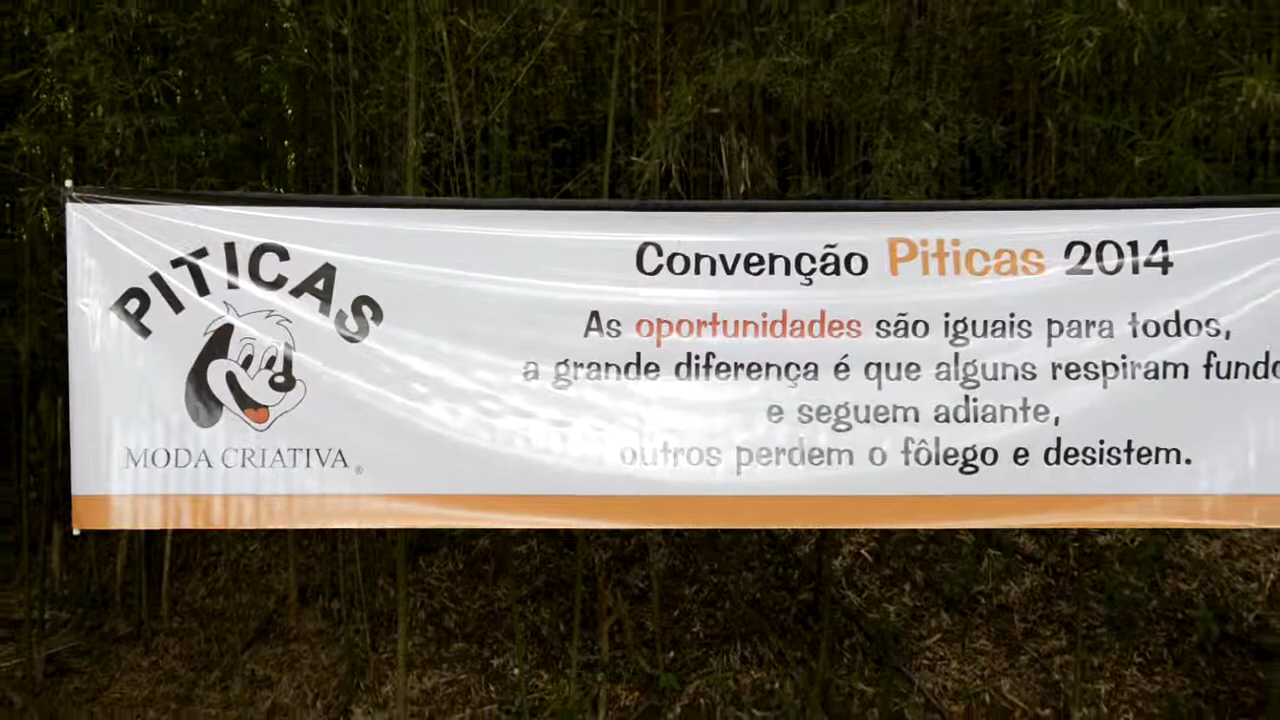 PITICAS
MODA CRIATIVA
Convenção Piticas 2014
As oportunidades são iguais para todos,
a grande diferença é que alguns respiram fundo
e seguem adiante,
outros perdem o fôlego e desistem.